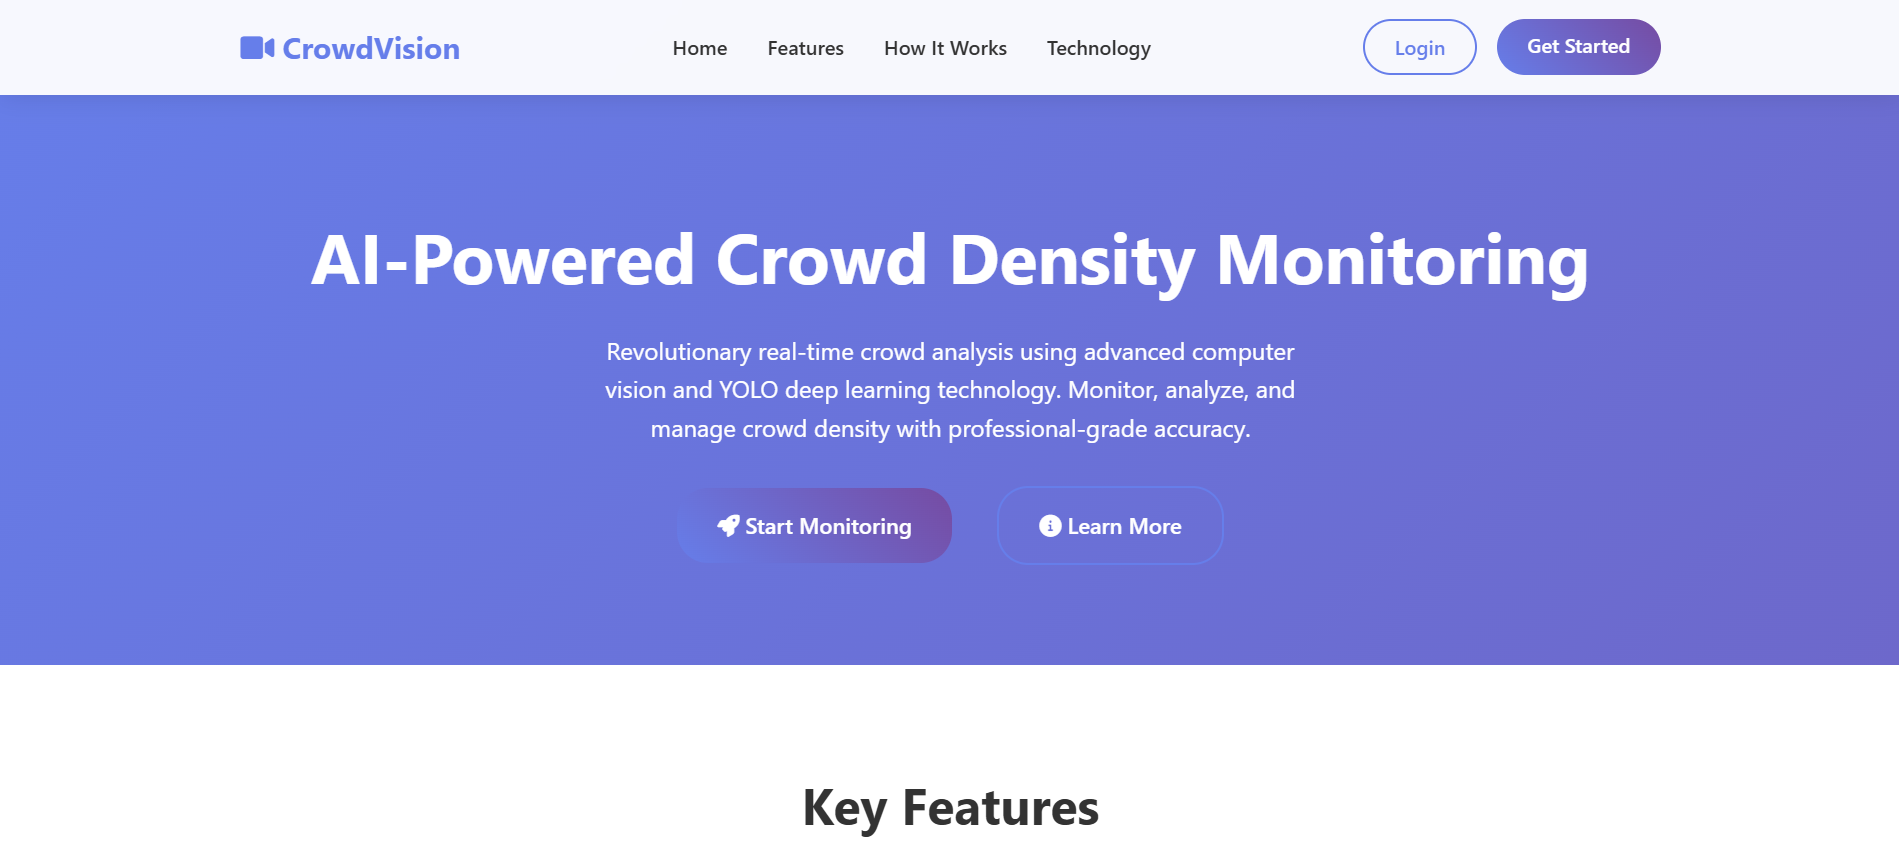 CrowdVision
Home
Features
How It Works
Technology
Login
Get Started
AI-Powered Crowd Density Monitoring
Revolutionary real-time crowd analysis using advanced computer
vision and YOLO deep learning technology. Monitor, analyze, and
manage crowd density with professional-grade accuracy.
Start Monitoring
Learn More
Key Features